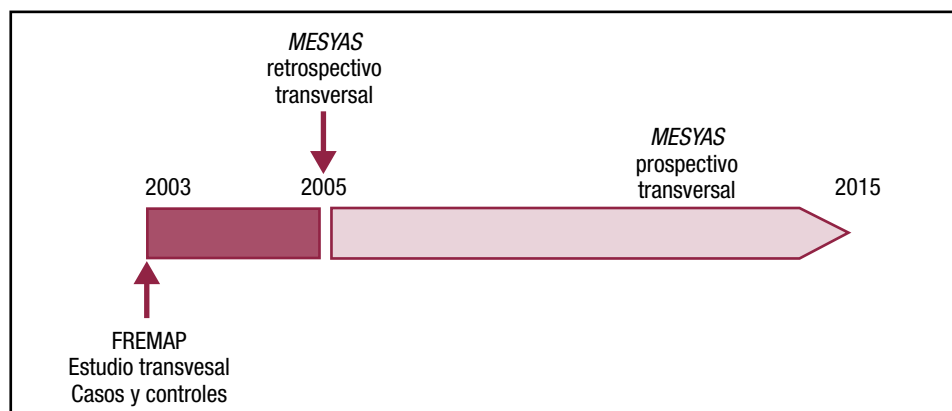 MESYAS
retrospectivo
transversal
MESYAS
prospectivo
transversal
2003
2005
2015
FREMAP
Estudio transvesal
Casos y controles